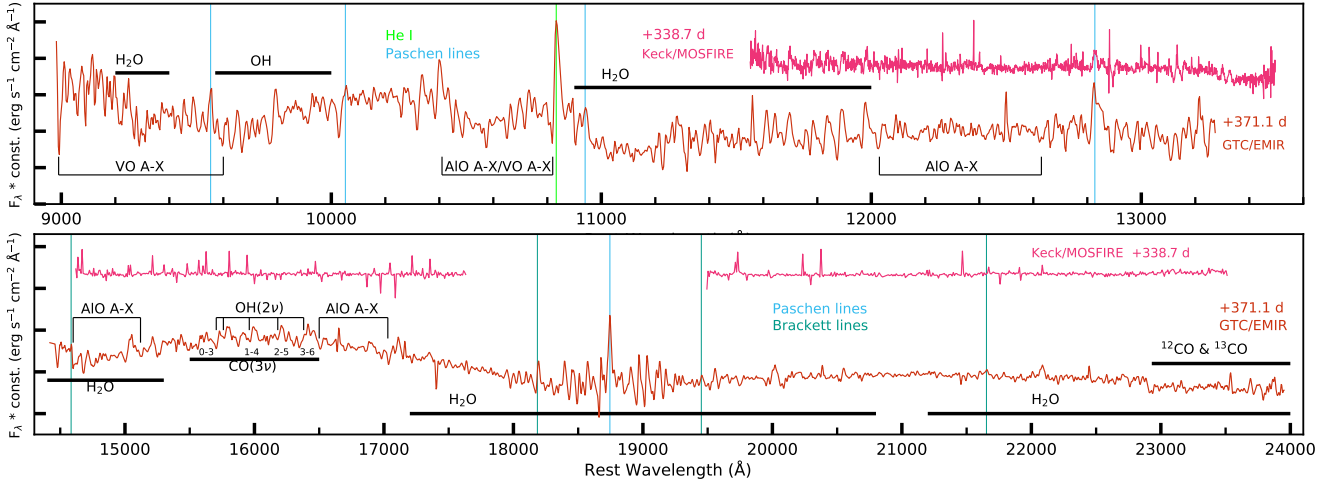 F_λ * const. (erg s⁻¹ cm⁻² Å⁻¹)
He I
Paschen lines
+338.7 d
Keck/MOSFIRE
H₂O
OH
H₂O
+371.1 d
GTC/EMIR
VO A-X
AlO A-X/VO A-X
AlO A-X
9000 10000 11000 12000 13000
F_λ * const. (erg s⁻¹ cm⁻² Å⁻¹)
Keck/MOSFIRE +338.7 d
AlO A-X
OH(2ν)
AlO A-X
Paschen lines
Brackett lines
+371.1 d
GTC/EMIR
0-3 1-4 2-5 3-6
CO(3ν)
¹²CO & ¹³CO
H₂O
H₂O
H₂O
15000 16000 17000 18000 19000 20000 21000 22000 23000 24000
Rest Wavelength (Å)